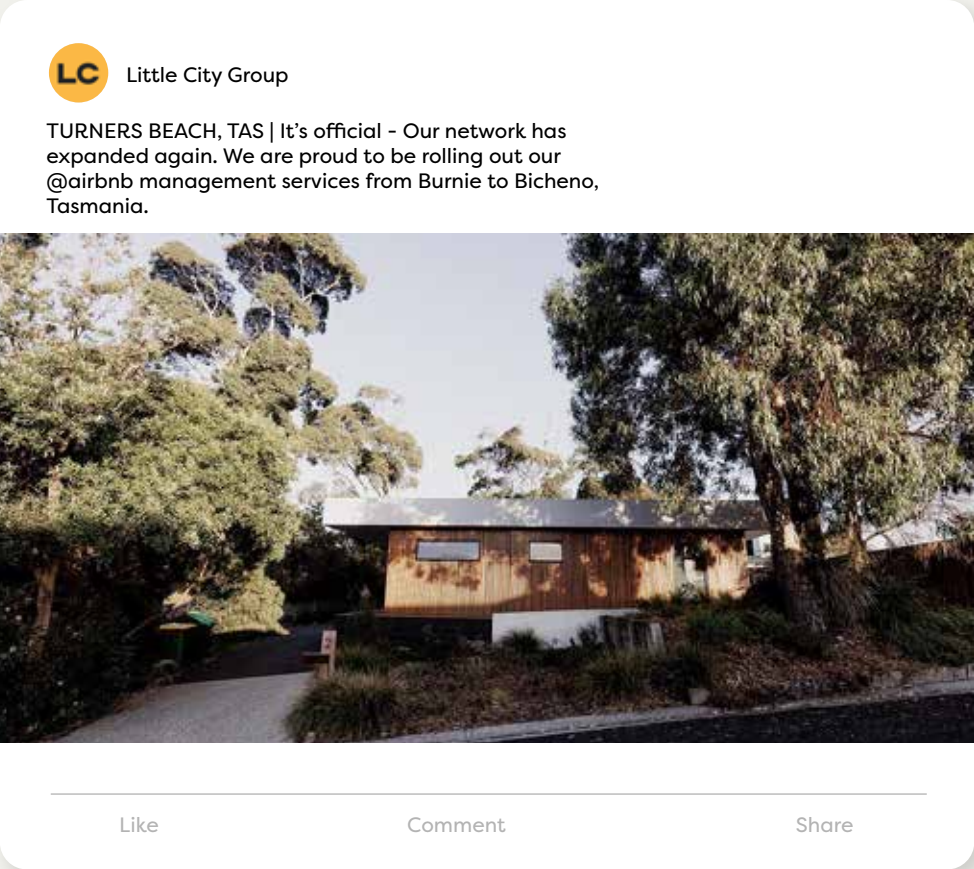 LC
Little City Group
TURNERS BEACH, TAS | It’s official - Our network has
expanded again. We are proud to be rolling out our
@airbnb management services from Burnie to Bicheno,
Tasmania.
Like
Comment
Share